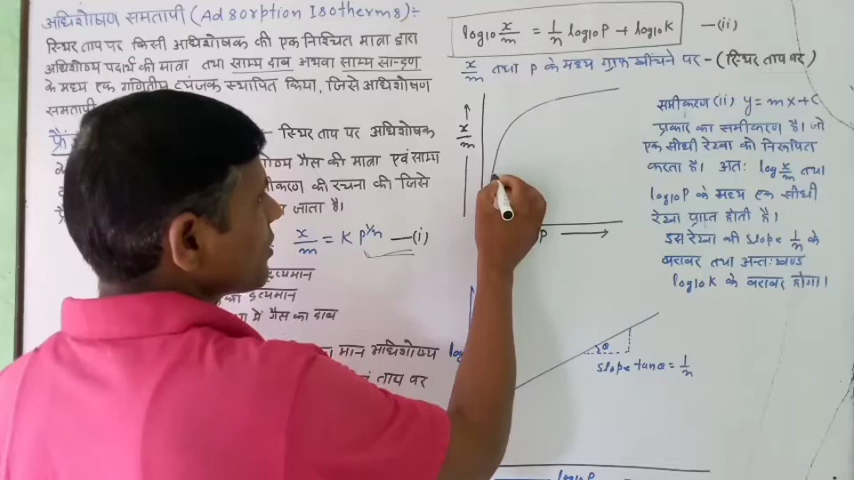 अधिशोषण समतापी (Adsorption Isotherms) :-
स्थिर ताप पर किसी अधिशोषक की एक निश्चित मात्रा द्वारा
अधिशोष्य पदार्थ की मात्रा तथा साम्य दाब अथवा साम्य सान्द्रण
के मध्य एक गणितीय व्यंजक स्थापित किया, जिसे अधिशोषण
समतापी
स्थिर ताप पर अधिशोषक
गैस की मात्रा एवं साम्य
की रचना की जिसे
जाता है।
x/m = K P^1/n —(i)
द्रव्यमान
का द्रव्यमान
में गैस का दाब
मान अधिशोष्य
ताप पर
log10 x/m = 1/n log10 P + log10 K —(ii)
x/m तथा P के मध्य ग्राफ खींचने पर - (स्थिर ताप पर)
x/m
P
समीकरण (ii) y = mx+c
प्रकार का समीकरण है। जो
एक सीधी रेखा को निरूपित
करता है। अतः log x/m तथा
log10 P के मध्य एक सीधी
रेखा प्राप्त होती है।
इस रेखा की slope 1/n के
बराबर तथा अन्तः खण्ड
log10 K के बराबर होगा।
θ
slope tanθ = 1/n
log10 P